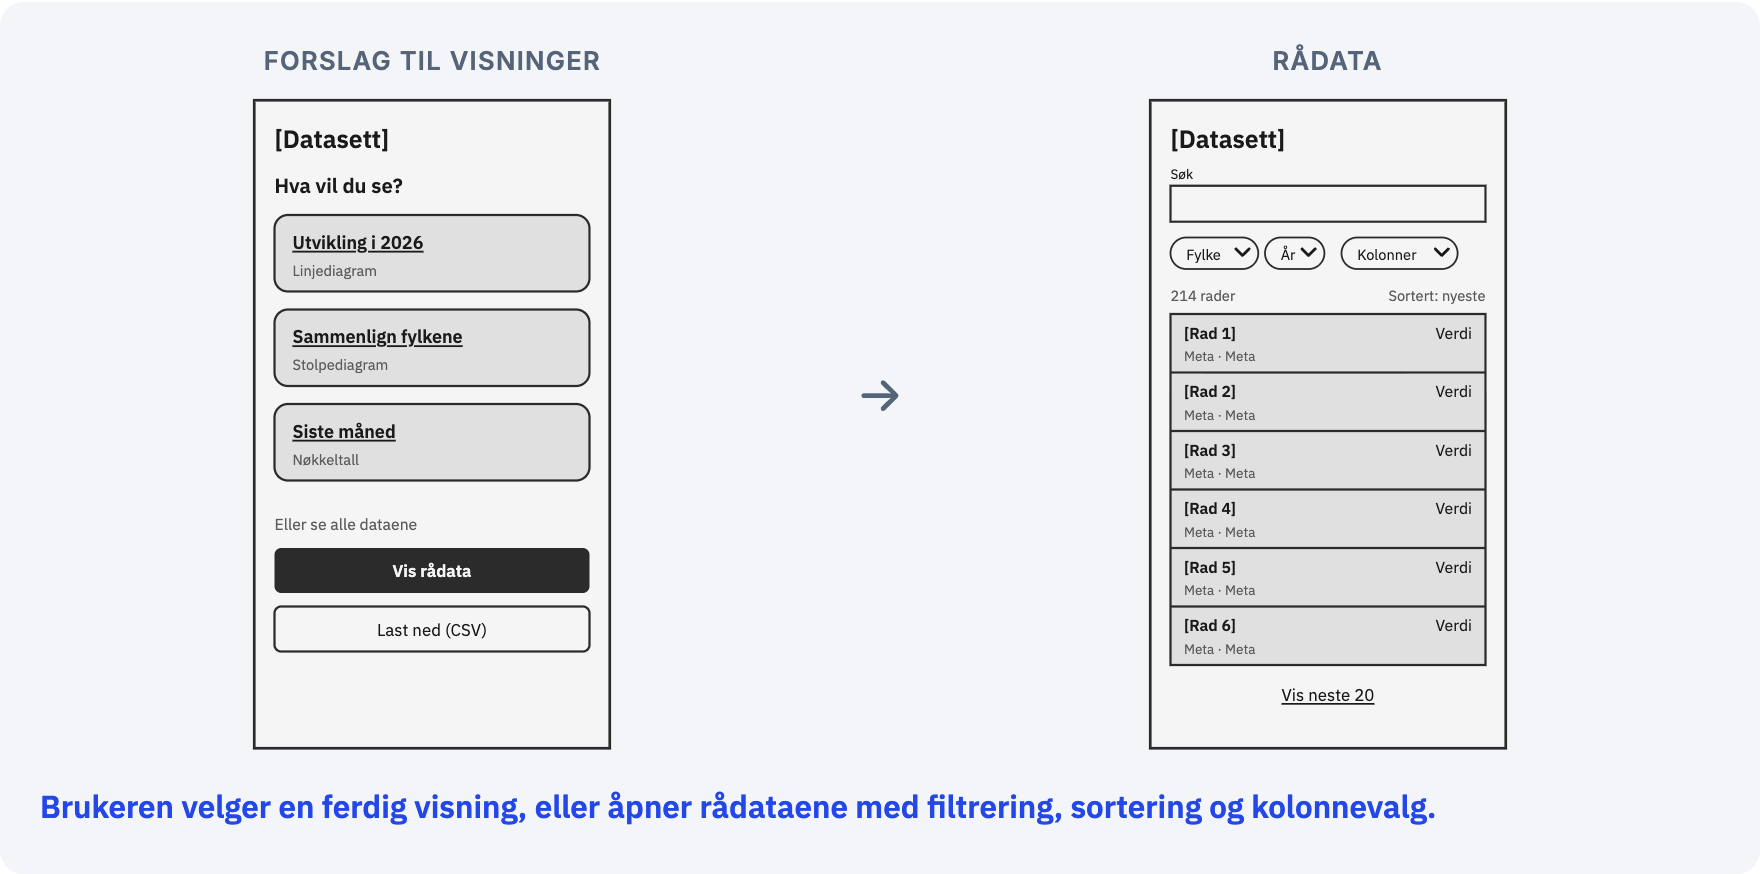 FORSLAG TIL VISNINGER
[Datasett]
Hva vil du se?
Utvikling i 2026
Linjediagram
Sammenlign fylkene
Stolpediagram
Siste måned
Nøkkeltall
Eller se alle dataene
Vis rådata
Last ned (CSV)
RÅDATA
[Datasett]
Søk
Fylke År Kolonner
214 rader Sortert: nyeste
[Rad 1] Verdi
Meta · Meta
[Rad 2] Verdi
Meta · Meta
[Rad 3] Verdi
Meta · Meta
[Rad 4] Verdi
Meta · Meta
[Rad 5] Verdi
Meta · Meta
[Rad 6] Verdi
Meta · Meta
Vis neste 20
Brukeren velger en ferdig visning, eller åpner rådataene med filtrering, sortering og kolonnevalg.